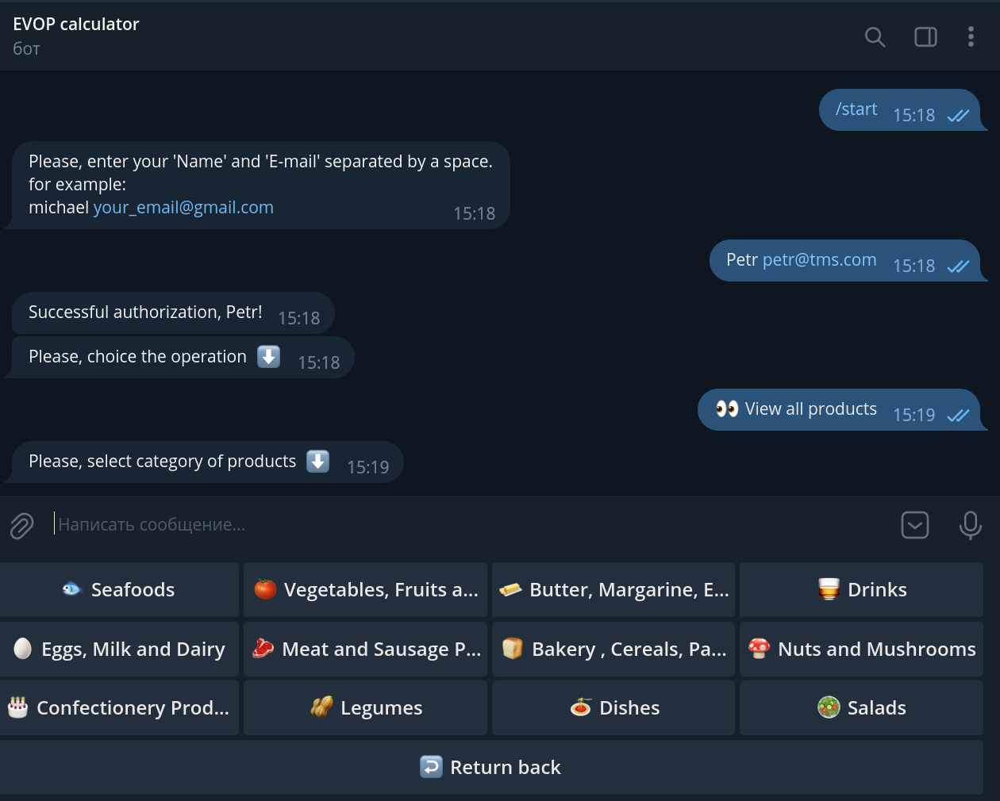 EVOP calculator
бот
/start 15:18
Please, enter your 'Name' and 'E-mail' separated by a space.
for example:
michael your_email@gmail.com 15:18
Petr petr@tms.com 15:18
Successful authorization, Petr! 15:18
Please, choice the operation ⬇️ 15:18
👀 View all products 15:19
Please, select category of products ⬇️ 15:19
Написать сообщение...
🐟 Seafoods
🍅 Vegetables, Fruits a...
🧈 Butter, Margarine, E...
🥃 Drinks
🥚 Eggs, Milk and Dairy
🥩 Meat and Sausage P...
🍞 Bakery , Cereals, Pa...
🍄 Nuts and Mushrooms
🎂 Confectionery Prod...
🥜 Legumes
🍝 Dishes
🥗 Salads
↩️ Return back